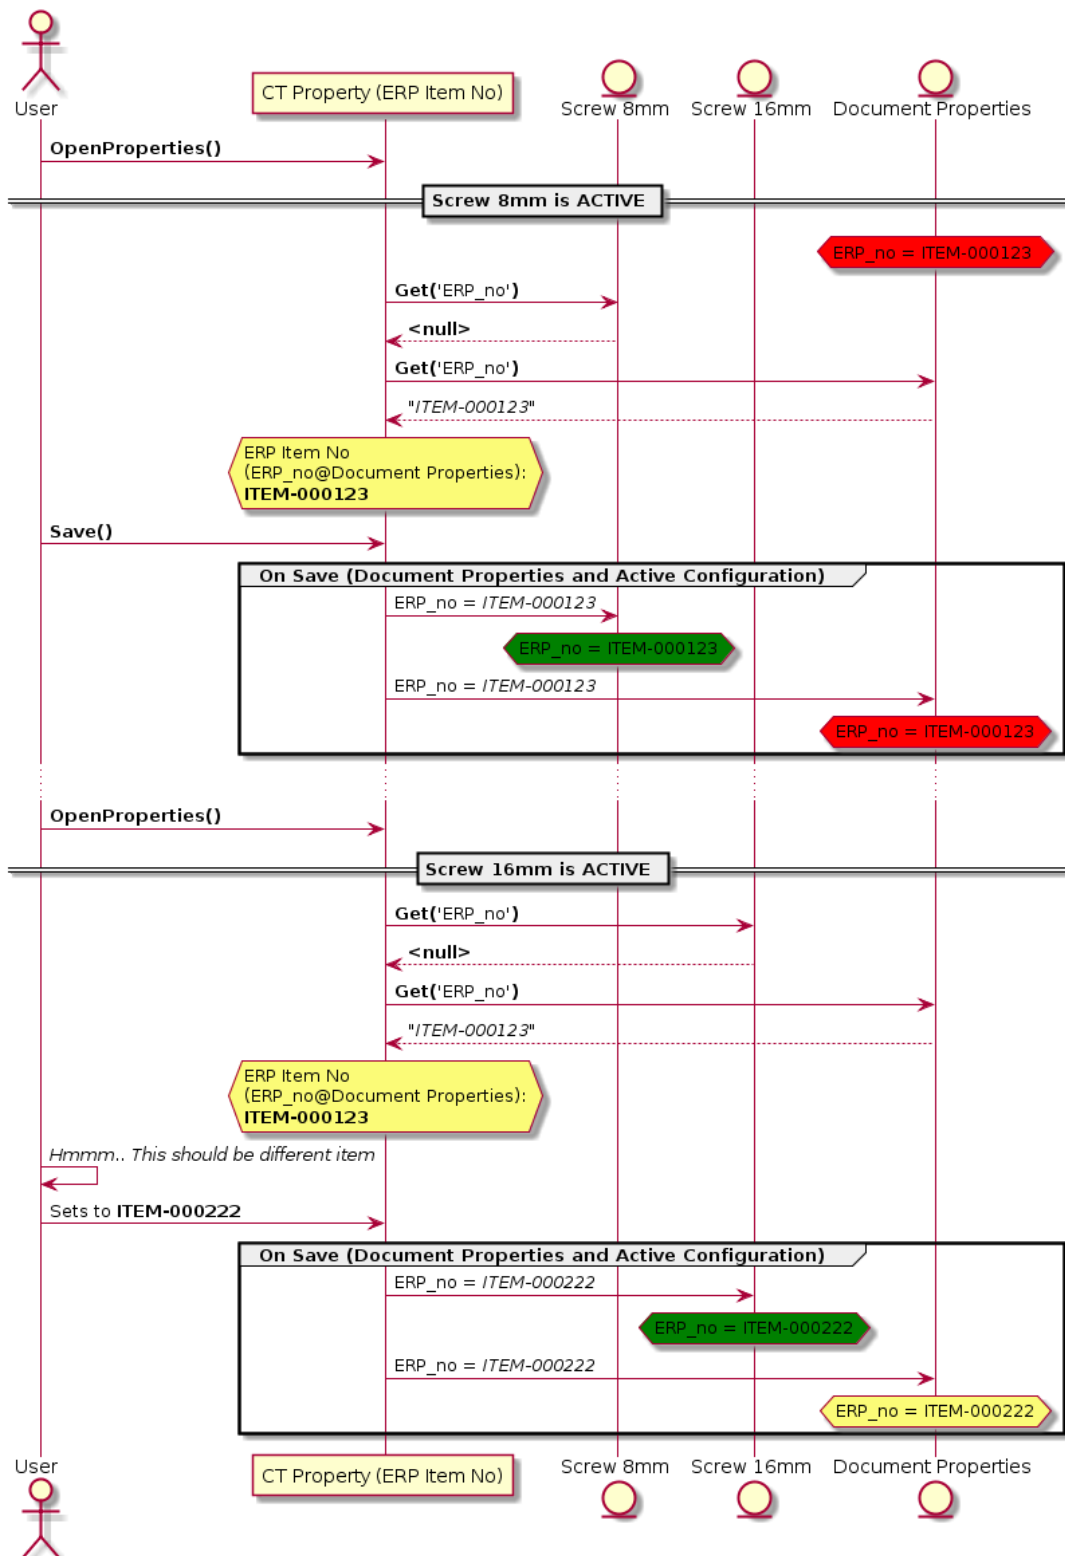 User
CT Property (ERP Item No)
Screw 8mm
Screw 16mm
Document Properties
OpenProperties()
Screw 8mm is ACTIVE
ERP_no = ITEM-000123
Get('ERP_no')
<null>
Get('ERP_no')
"ITEM-000123"
ERP Item No
(ERP_no@Document Properties):
ITEM-000123
Save()
On Save (Document Properties and Active Configuration)
ERP_no = ITEM-000123
ERP_no = ITEM-000123
ERP_no = ITEM-000123
ERP_no = ITEM-000123
OpenProperties()
Screw 16mm is ACTIVE
Get('ERP_no')
<null>
Get('ERP_no')
"ITEM-000123"
ERP Item No
(ERP_no@Document Properties):
ITEM-000123
Hmmm.. This should be different item
Sets to ITEM-000222
On Save (Document Properties and Active Configuration)
ERP_no = ITEM-000222
ERP_no = ITEM-000222
ERP_no = ITEM-000222
ERP_no = ITEM-000222
User
CT Property (ERP Item No)
Screw 8mm
Screw 16mm
Document Properties